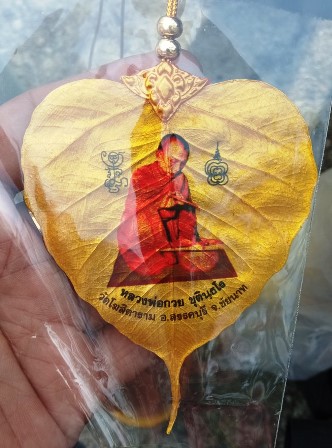 หลวงพ่อกวย ชุตินฺธโร
วัดโฆสิตาราม อ.สรรคบุรี จ.ชัยนาท